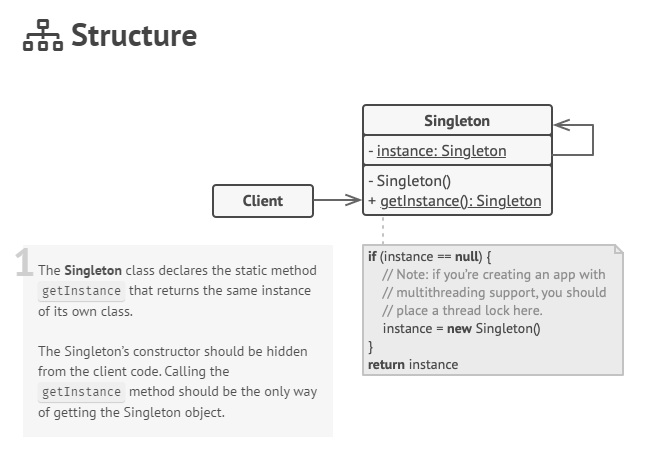 Structure
Singleton
- instance: Singleton
- Singleton()
+ getInstance(): Singleton
Client
1
The Singleton class declares the static method
getInstance that returns the same instance
of its own class.
The Singleton’s constructor should be hidden
from the client code. Calling the
getInstance method should be the only way
of getting the Singleton object.
if (instance == null) {
// Note: if you’re creating an app with
// multithreading support, you should
// place a thread lock here.
instance = new Singleton()
}
return instance